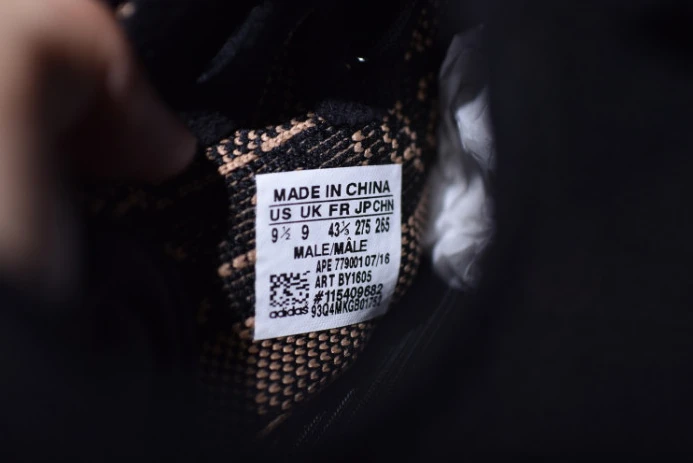 MADE IN CHINA
US UK FR JP CHN
9½ 9 43⅓ 275 265
MALE/MÂLE
APE 779001 07/16
ART BY1605
#115409682
adidas 93Q4MKGB01753